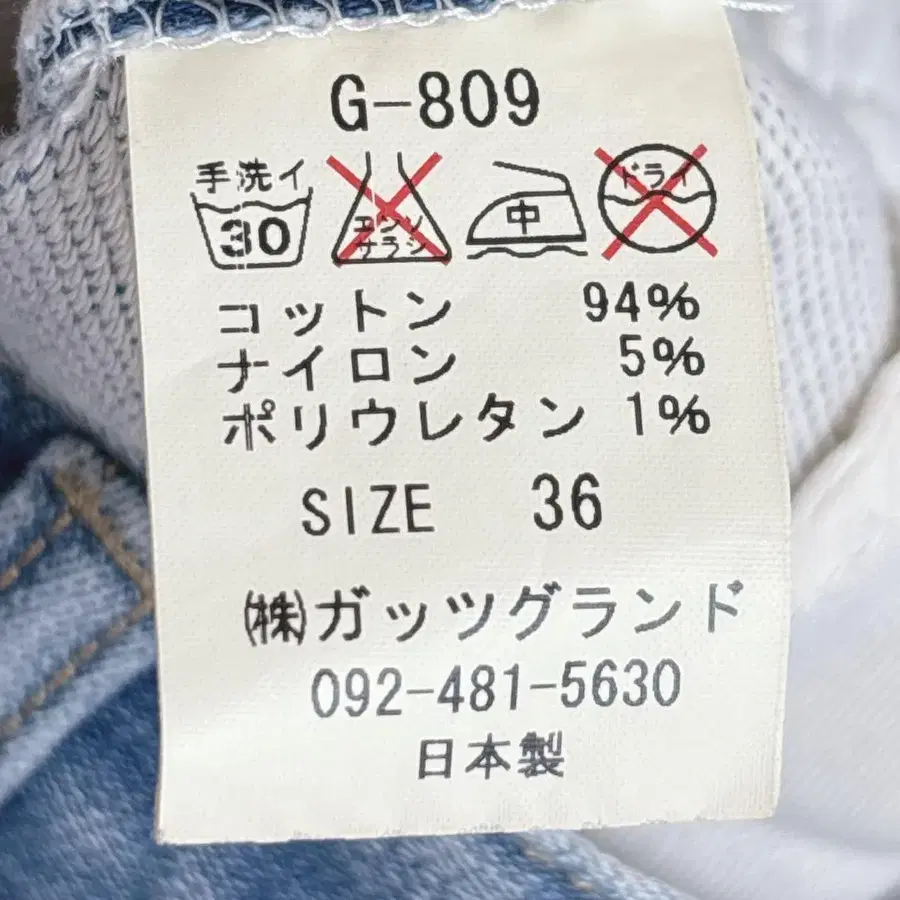 G-809
手洗イ
30
エンソ
サラシ
中
ドライ
コットン 94%
ナイロン 5%
ポリウレタン 1%
SIZE 36
㈱ガッツグランド
092-481-5630
日本製